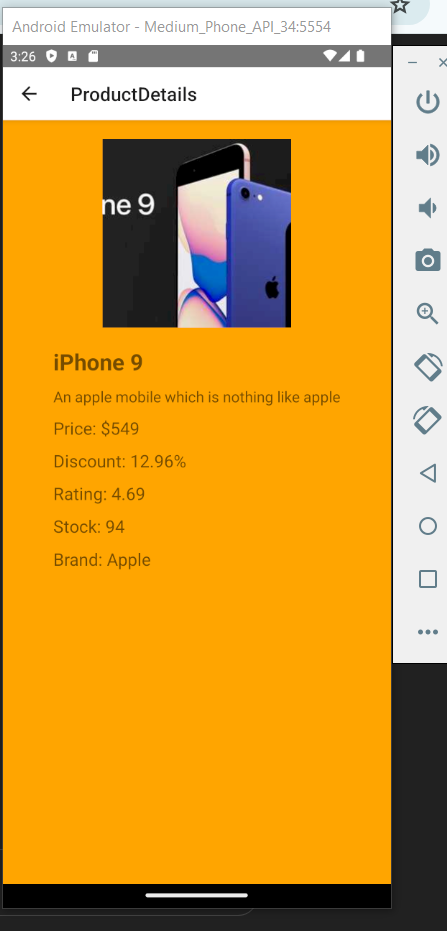 Android Emulator - Medium_Phone_API_34:5554
3:26
A
ProductDetails
ne 9
iPhone 9
An apple mobile which is nothing like apple
Price: $549
Discount: 12.96%
Rating: 4.69
Stock: 94
Brand: Apple